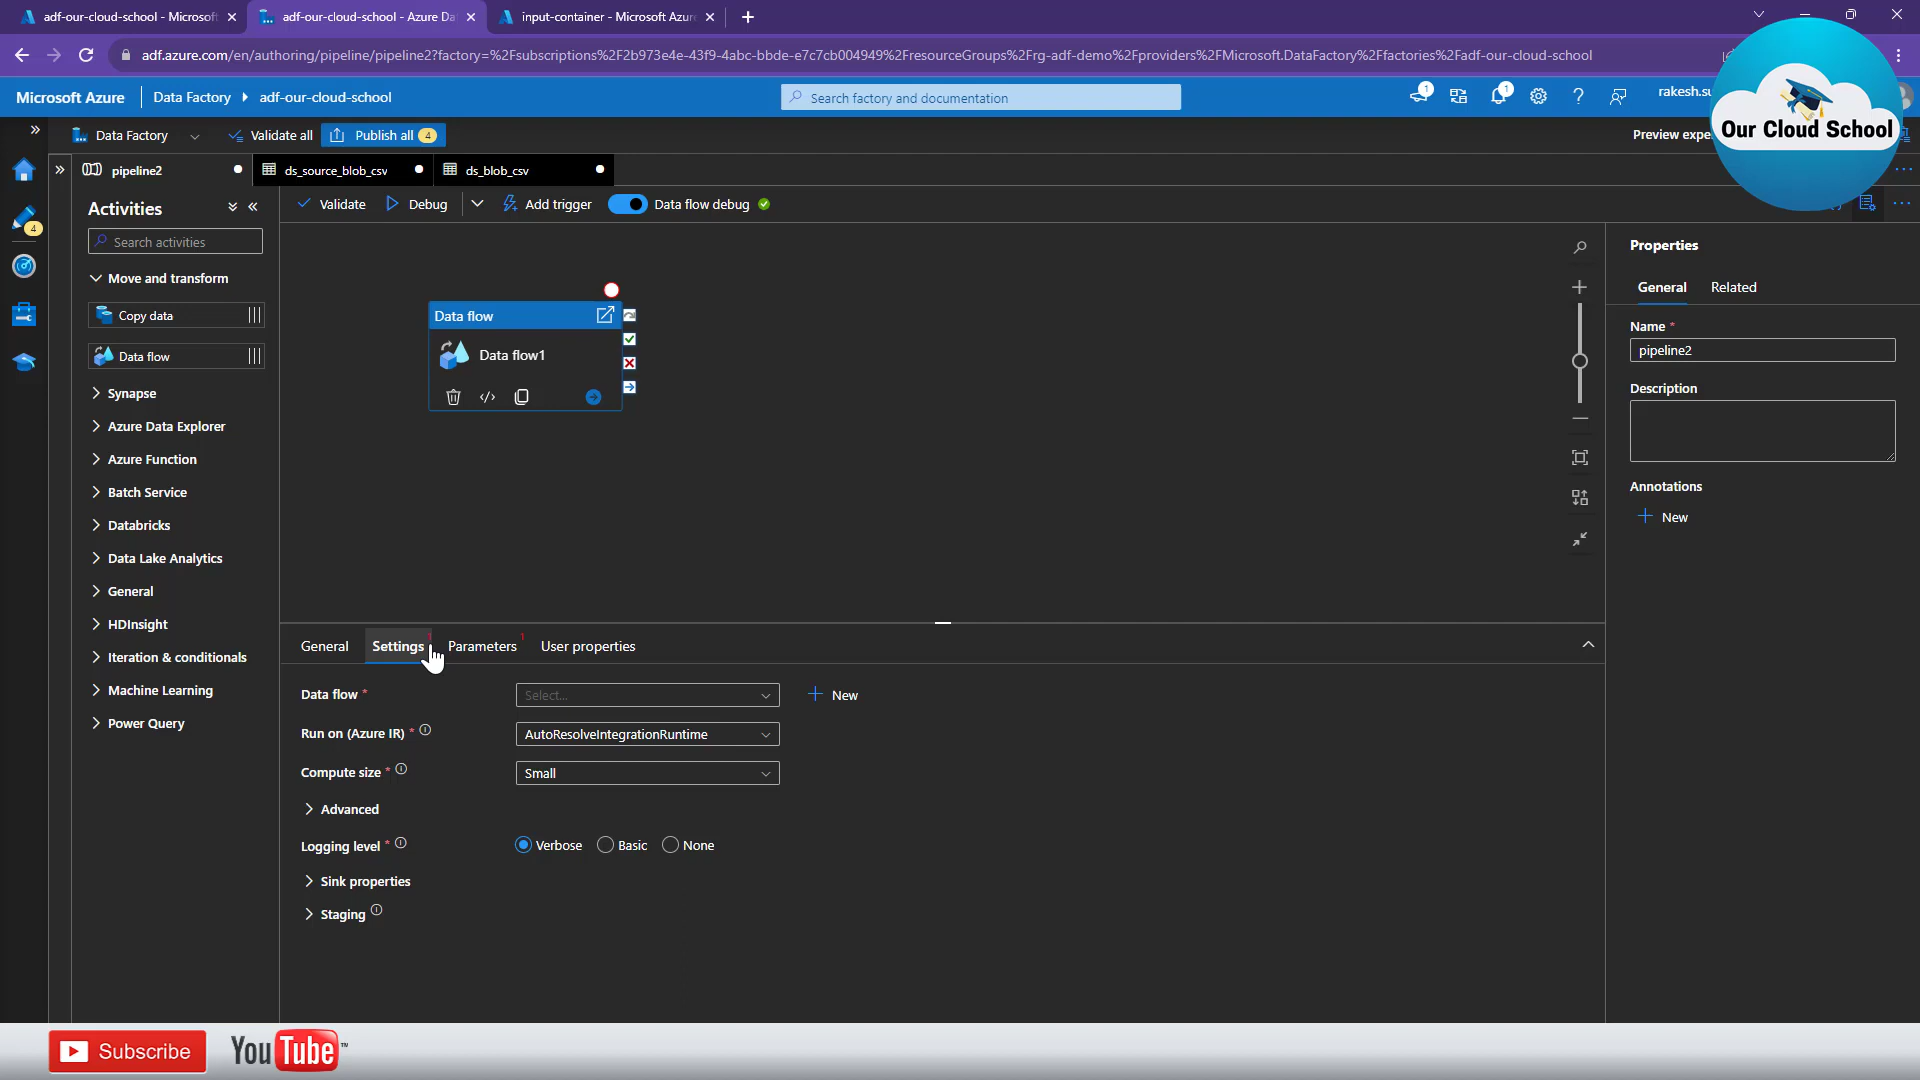 adf-our-cloud-school - Microsoft
adf-our-cloud-school - Azure Dat
input-container - Microsoft Azure
adf.azure.com/en/authoring/pipeline/pipeline2?factory=%2Fsubscriptions%2F2b973e4e-43f9-4abc-bbde-e7c7cb004949%2FresourceGroups%2Frg-adf-demo%2Fproviders%2FMicrosoft.DataFactory%2Ffactories%2Fadf-our-cloud-school
Microsoft Azure
Data Factory
adf-our-cloud-school
Search factory and documentation
1
1
rakesh.su
Our Cloud School
Data Factory
Validate all
Publish all 4
Preview expe
pipeline2
ds_source_blob_csv
ds_blob_csv
Activities
Validate
Debug
Add trigger
Data flow debug
4
Search activities
Move and transform
Copy data
Data flow
Synapse
Azure Data Explorer
Azure Function
Batch Service
Databricks
Data Lake Analytics
General
HDInsight
Iteration & conditionals
Machine Learning
Power Query
Data flow
Data flow1
General
Settings 1
Parameters 1
User properties
Data flow *
Select...
New
Run on (Azure IR) *
AutoResolveIntegrationRuntime
Compute size *
Small
Advanced
Logging level *
Verbose
Basic
None
Sink properties
Staging
Properties
General
Related
Name *
pipeline2
Description
Annotations
New
Subscribe
YouTube ™